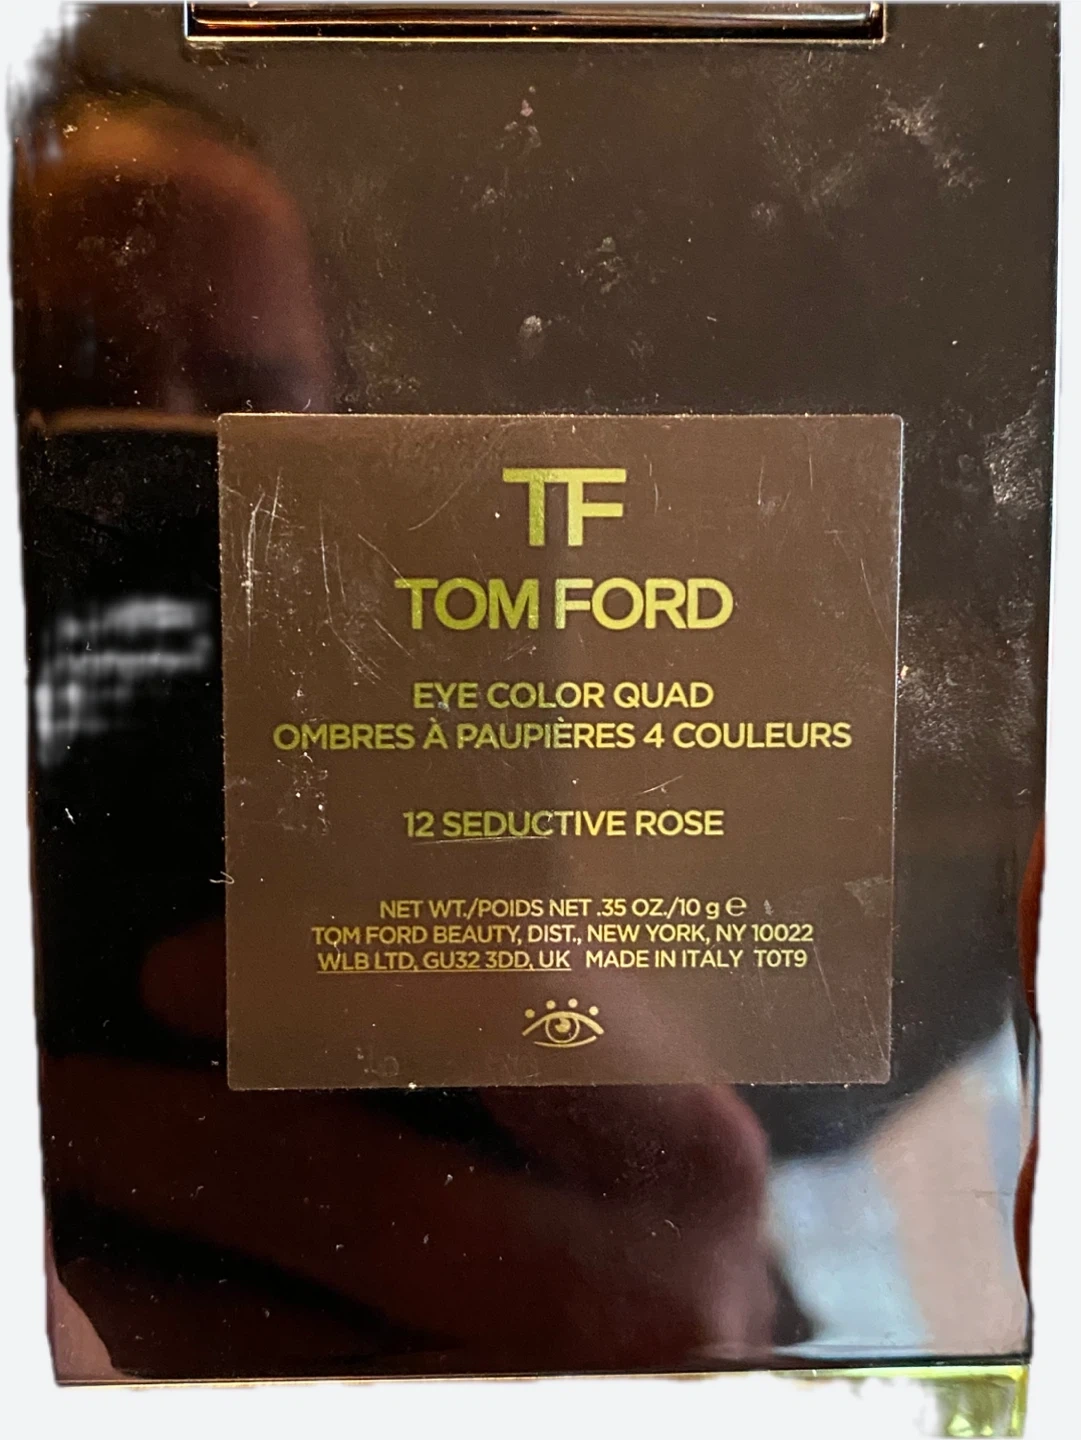 TF
TOM FORD
EYE COLOR QUAD
OMBRES À PAUPIÈRES 4 COULEURS
12 SEDUCTIVE ROSE
NET WT./POIDS NET .35 OZ./10 g ℮
TOM FORD BEAUTY, DIST., NEW YORK, NY 10022
WLB LTD, GU32 3DD, UK MADE IN ITALY T0T9